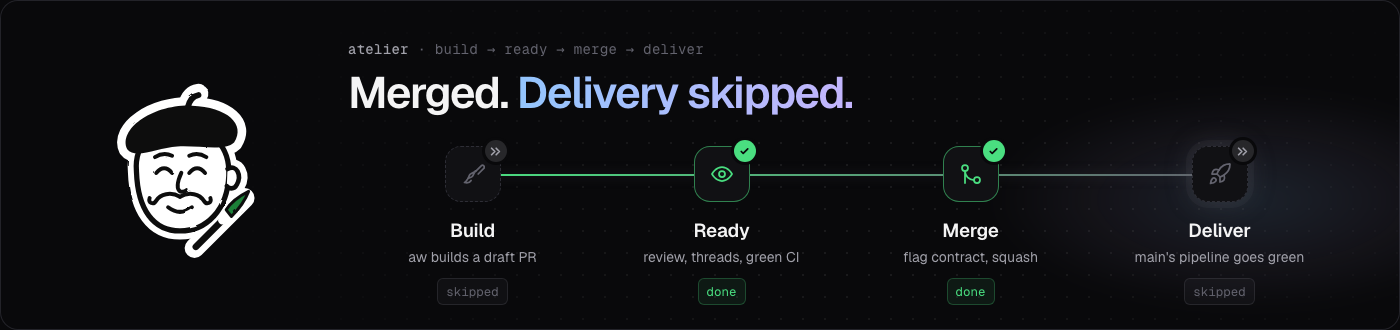 atelier · build → ready → merge → deliver
Merged. Delivery skipped.
Build
aw builds a draft PR
skipped
Ready
review, threads, green CI
done
Merge
flag contract, squash
done
Deliver
main's pipeline goes green
skipped